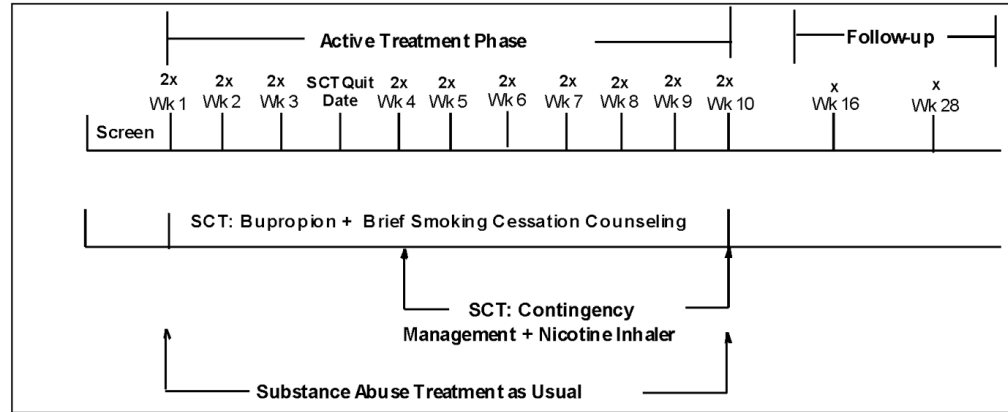 Active Treatment Phase
Follow-up
2x 2x 2x SCT Quit 2x 2x 2x 2x 2x 2x 2x x x
Wk 1 Wk 2 Wk 3 Date Wk 4 Wk 5 Wk 6 Wk 7 Wk 8 Wk 9 Wk 10 Wk 16 Wk 28
Screen
SCT: Bupropion + Brief Smoking Cessation Counseling
SCT: Contingency
Management + Nicotine Inhaler
Substance Abuse Treatment as Usual